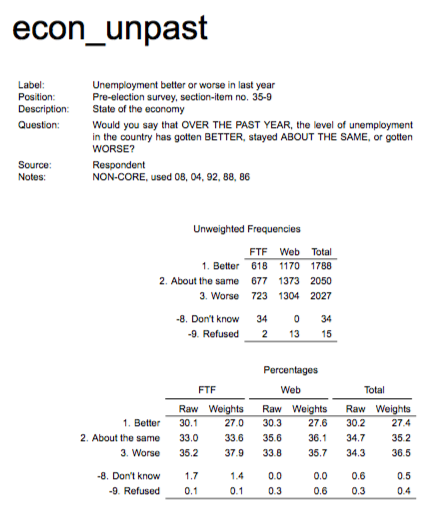 econ_unpast
Label: Unemployment better or worse in last year
Position: Pre-election survey, section-item no. 35-9
Description: State of the economy
Question: Would you say that OVER THE PAST YEAR, the level of unemployment
in the country has gotten BETTER, stayed ABOUT THE SAME, or gotten
WORSE?
Source: Respondent
Notes: NON-CORE, used 08, 04, 92, 88, 86
Unweighted Frequencies
FTF Web Total
1. Better 618 1170 1788
2. About the same 677 1373 2050
3. Worse 723 1304 2027
-8. Don't know 34 0 34
-9. Refused 2 13 15
Percentages
FTF Web Total
Raw Weights Raw Weights Raw Weights
1. Better 30.1 27.0 30.3 27.6 30.2 27.4
2. About the same 33.0 33.6 35.6 36.1 34.7 35.2
3. Worse 35.2 37.9 33.8 35.7 34.3 36.5
-8. Don't know 1.7 1.4 0.0 0.0 0.6 0.5
-9. Refused 0.1 0.1 0.3 0.6 0.3 0.4